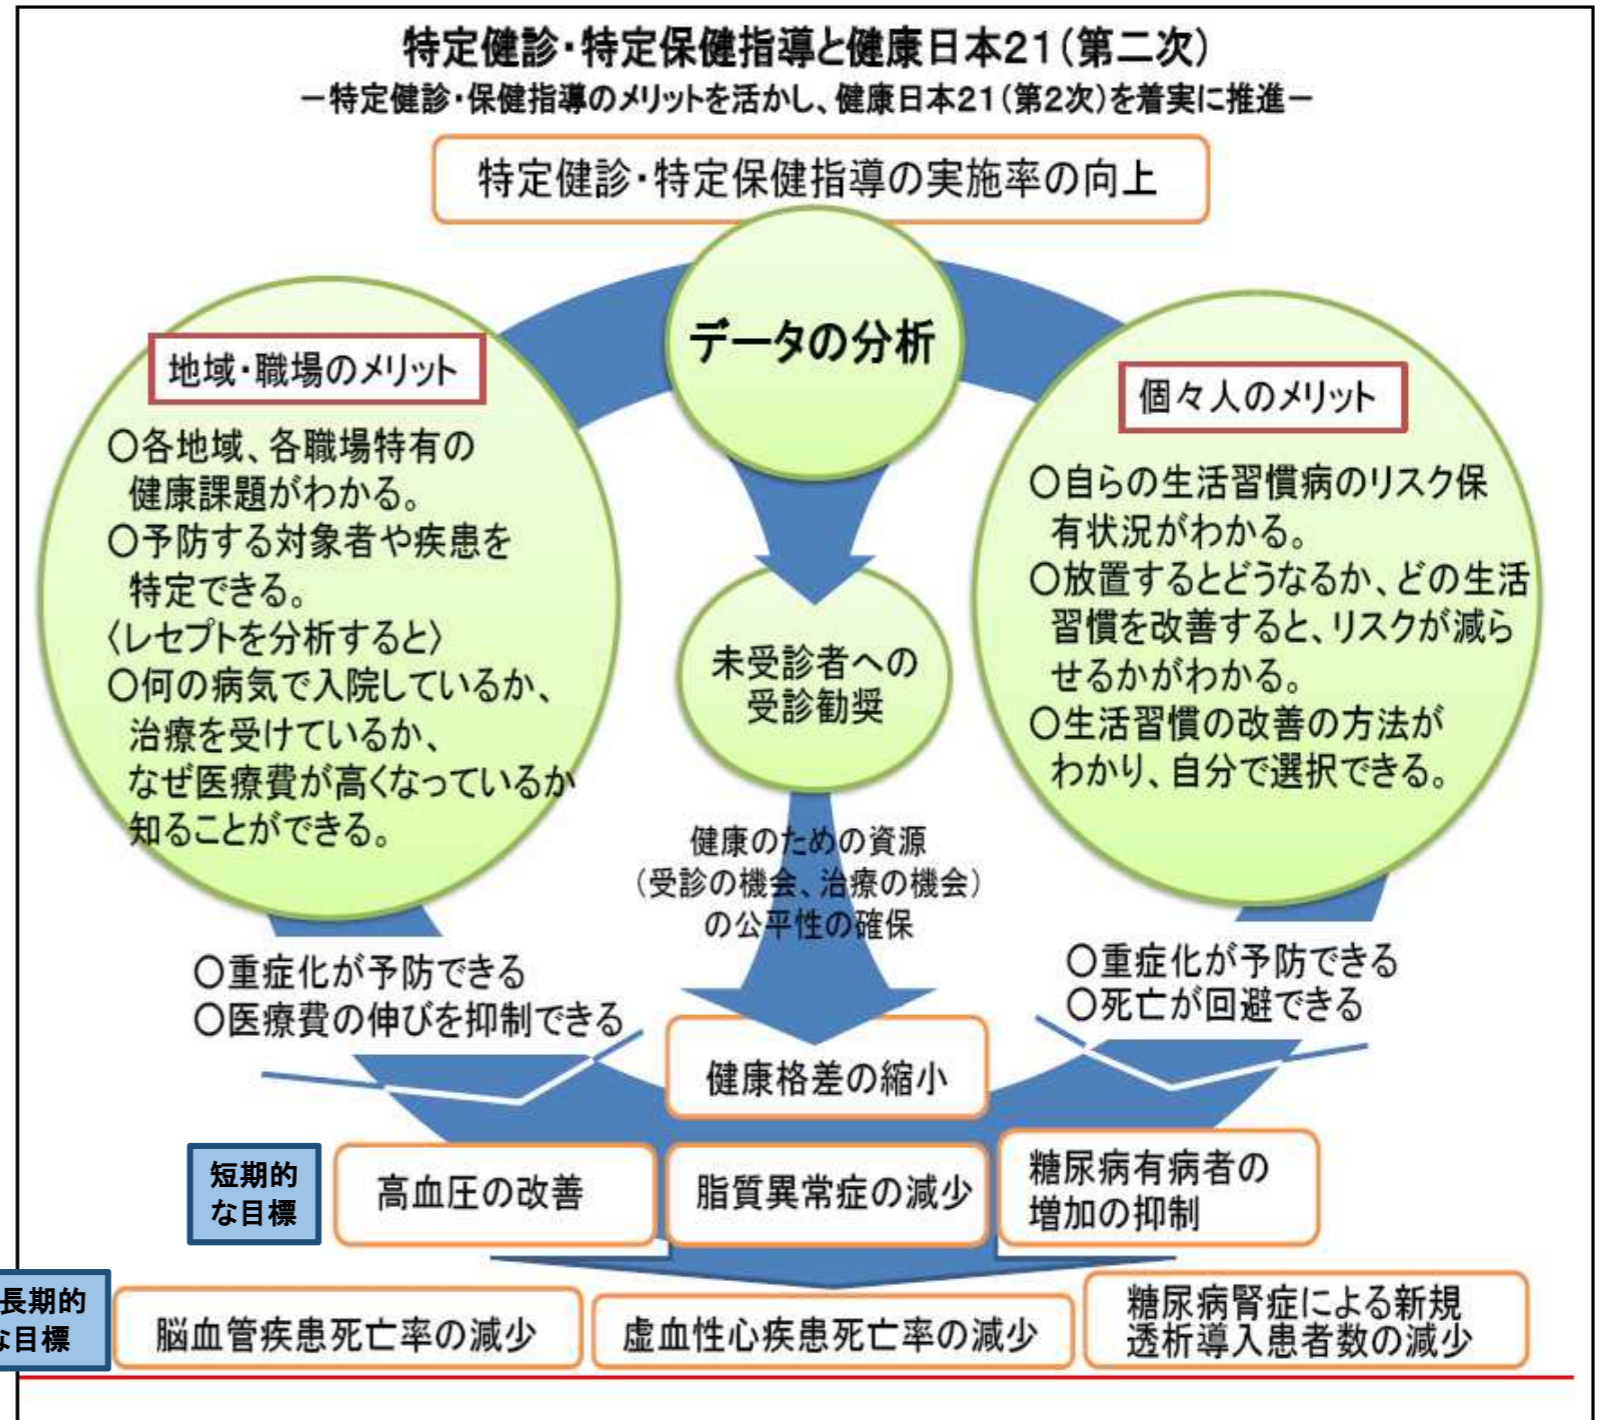 特定健診・特定保健指導と健康日本21(第二次)
－特定健診・保健指導のメリットを活かし、健康日本21(第2次)を着実に推進－
特定健診・特定保健指導の実施率の向上
データの分析
地域・職場のメリット
○各地域、各職場特有の
健康課題がわかる。
○予防する対象者や疾患を
特定できる。
〈レセプトを分析すると〉
○何の病気で入院しているか、
治療を受けているか、
なぜ医療費が高くなっているか
知ることができる。
個々人のメリット
○自らの生活習慣病のリスク保
有状況がわかる。
○放置するとどうなるか、どの生活
習慣を改善すると、リスクが減ら
せるかがわかる。
○生活習慣の改善の方法が
わかり、自分で選択できる。
未受診者への
受診勧奨
健康のための資源
(受診の機会、治療の機会)
の公平性の確保
○重症化が予防できる
○医療費の伸びを抑制できる
○重症化が予防できる
○死亡が回避できる
健康格差の縮小
短期的
な目標
高血圧の改善
脂質異常症の減少
糖尿病有病者の
増加の抑制
長期的
な目標
脳血管疾患死亡率の減少
虚血性心疾患死亡率の減少
糖尿病腎症による新規
透析導入患者数の減少